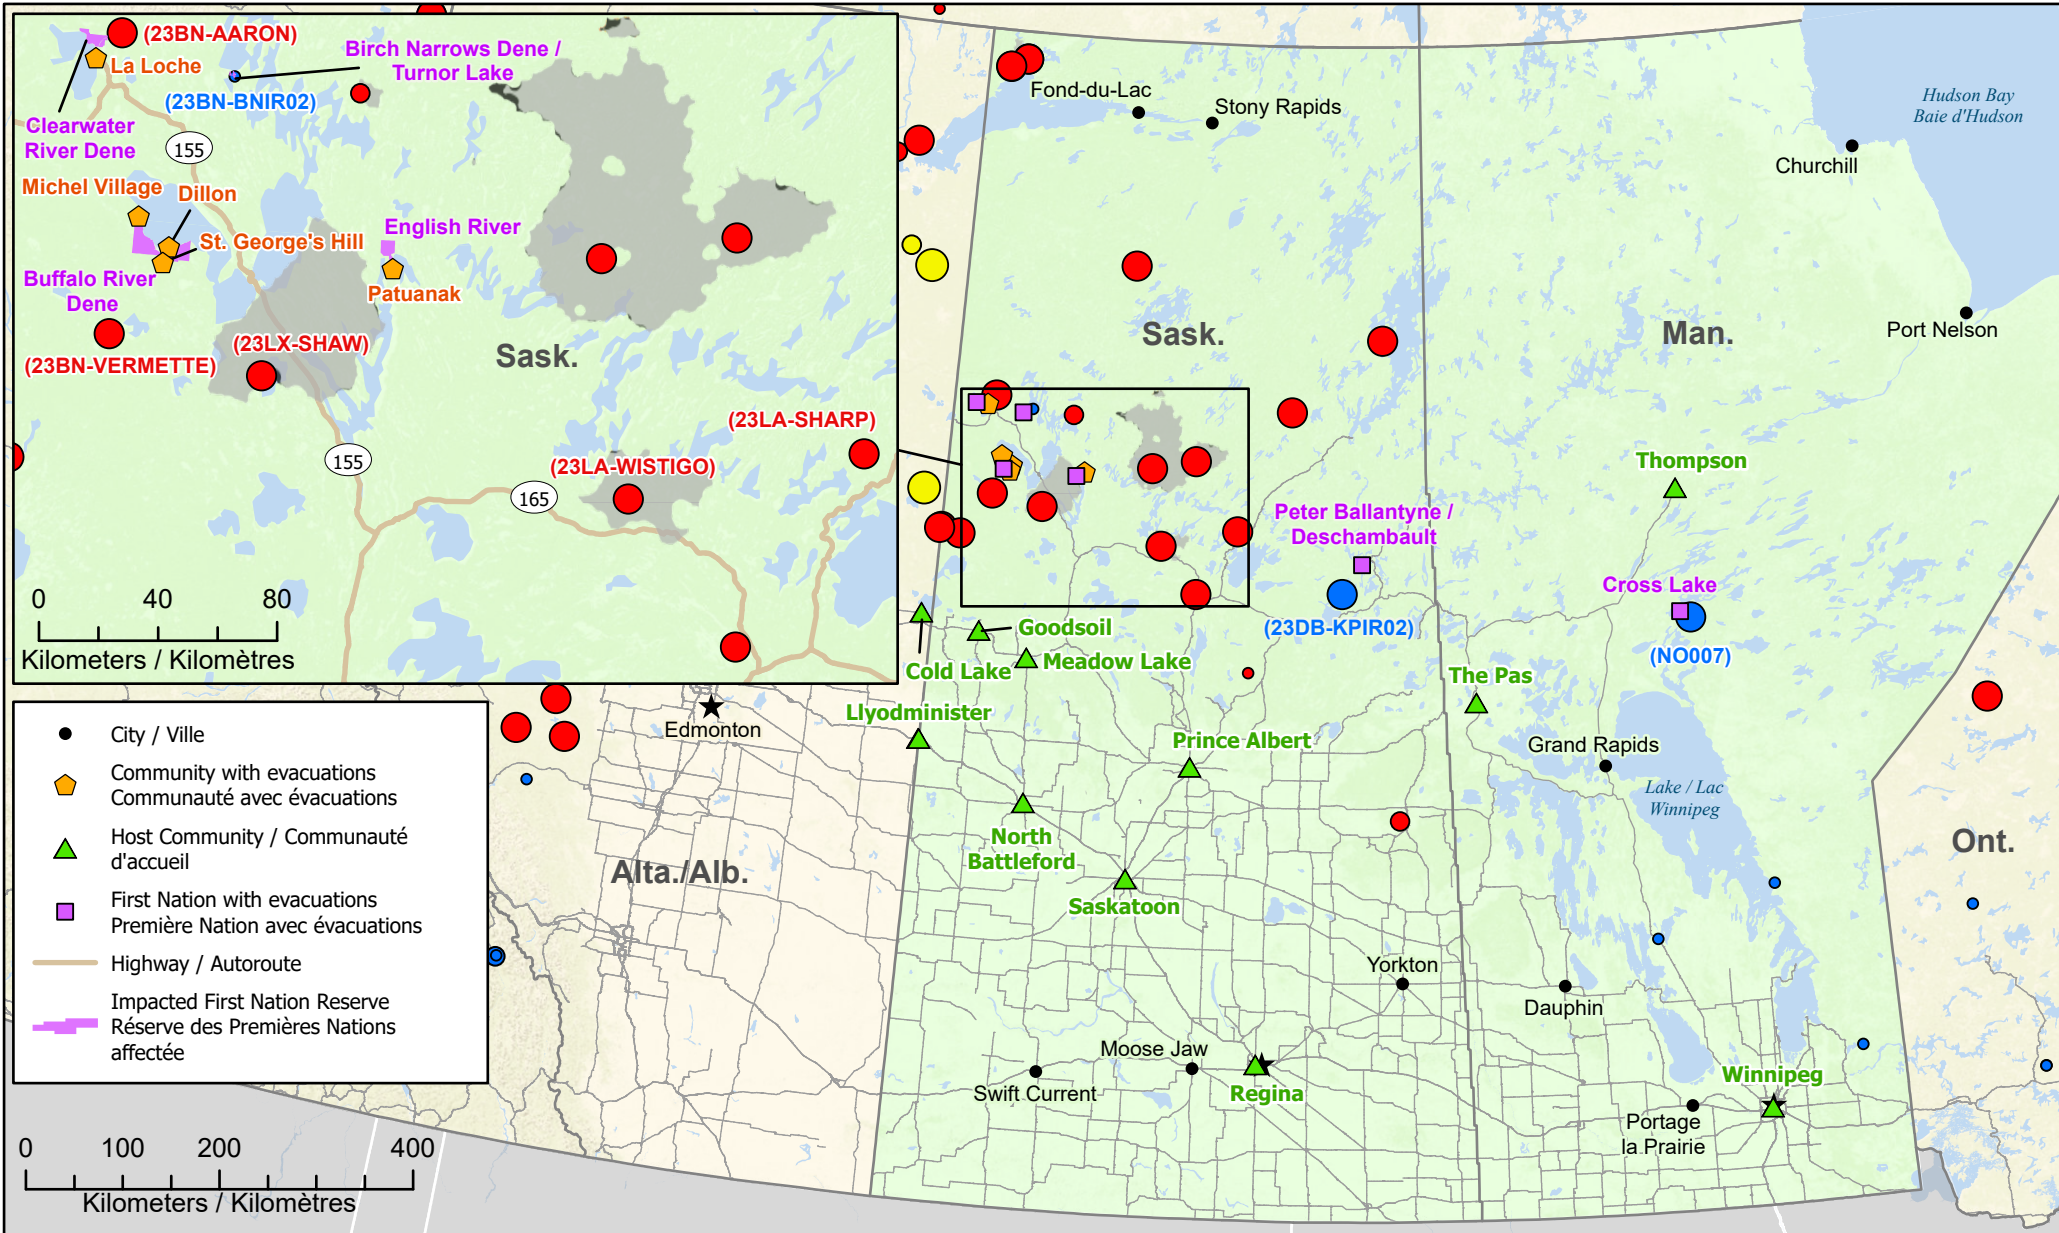 (23BN-AARON)
La Loche
Birch Narrows Dene /
Turnor Lake
(23BN-BNIR02)
Clearwater
River Dene
155
Michel Village
Dillon
St. George's Hill
English River
Buffalo River
Dene
Patuanak
(23BN-VERMETTE)
(23LX-SHAW)
Sask.
(23LA-SHARP)
155
(23LA-WISTIGO)
165
0 40 80
Kilometers / Kilomètres
Fond-du-Lac
Stony Rapids
Hudson Bay
Baie d'Hudson
Churchill
Port Nelson
Sask.
Man.
Thompson
Peter Ballantyne /
Deschambault
Cross Lake
(23DB-KPIR02)
(NO007)
Goodsoil
Cold Lake
Meadow Lake
The Pas
Llyodminister
Edmonton
Prince Albert
Grand Rapids
Lake / Lac
Winnipeg
North
Battleford
Alta./Alb.
Ont.
Saskatoon
Yorkton
Dauphin
Moose Jaw
Swift Current
Regina
Winnipeg
Portage
la Prairie
City / Ville
Community with evacuations
Communauté avec évacuations
Host Community / Communauté
d'accueil
First Nation with evacuations
Première Nation avec évacuations
Highway / Autoroute
Impacted First Nation Reserve
Réserve des Premières Nations
affectée
0 100 200 400
Kilometers / Kilomètres